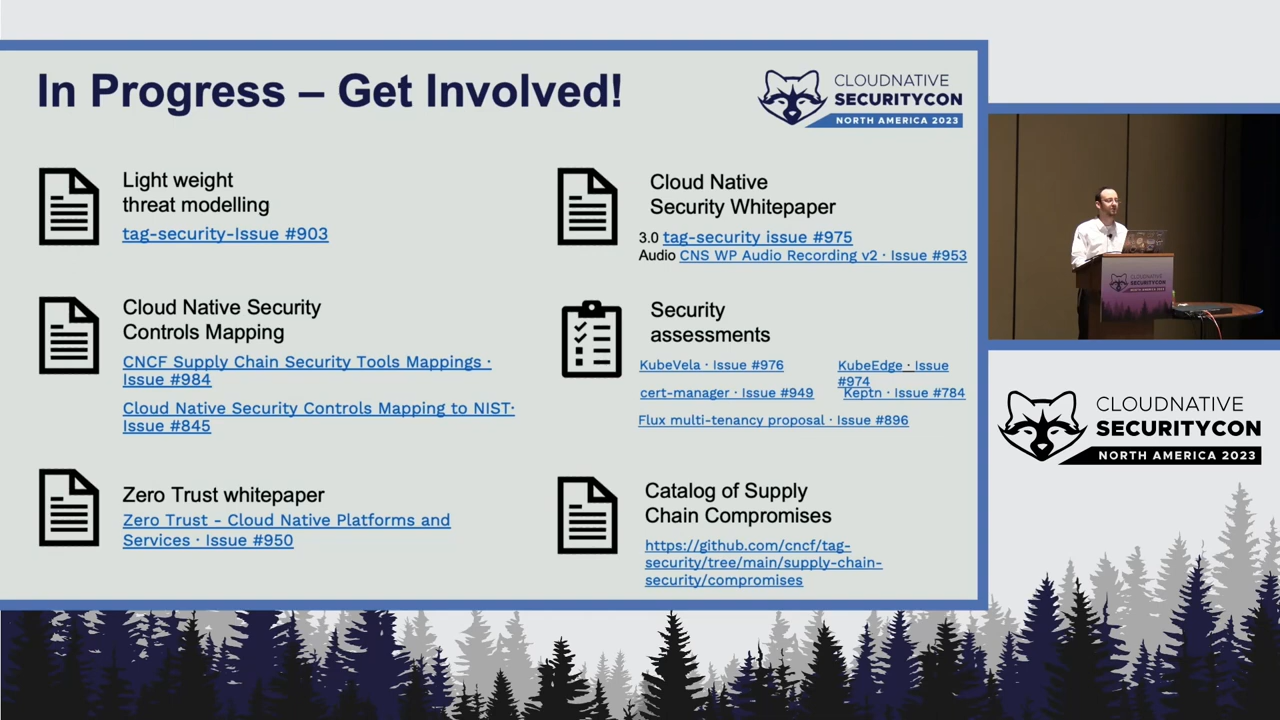 In Progress – Get Involved!
CLOUDNATIVE
SECURITYCON
NORTH AMERICA 2023
Light weight
threat modelling
tag-security-Issue #903
Cloud Native
Security Whitepaper
3.0 tag-security issue #975
Audio CNS WP Audio Recording v2 · Issue #953
Cloud Native Security
Controls Mapping
CNCF Supply Chain Security Tools Mappings ·
Issue #984
Cloud Native Security Controls Mapping to NIST·
Issue #845
Security
assessments
KubeVela · Issue #976
KubeEdge · Issue
#974
cert-manager · Issue #949
Keptn · Issue #784
Flux multi-tenancy proposal · Issue #896
Zero Trust whitepaper
Zero Trust - Cloud Native Platforms and
Services · Issue #950
Catalog of Supply
Chain Compromises
https://github.com/cncf/tag-
security/tree/main/supply-chain-
security/compromises
CLOUDNATIVE
SECURITYCON
CLOUDNATIVE
SECURITYCON
NORTH AMERICA 2023